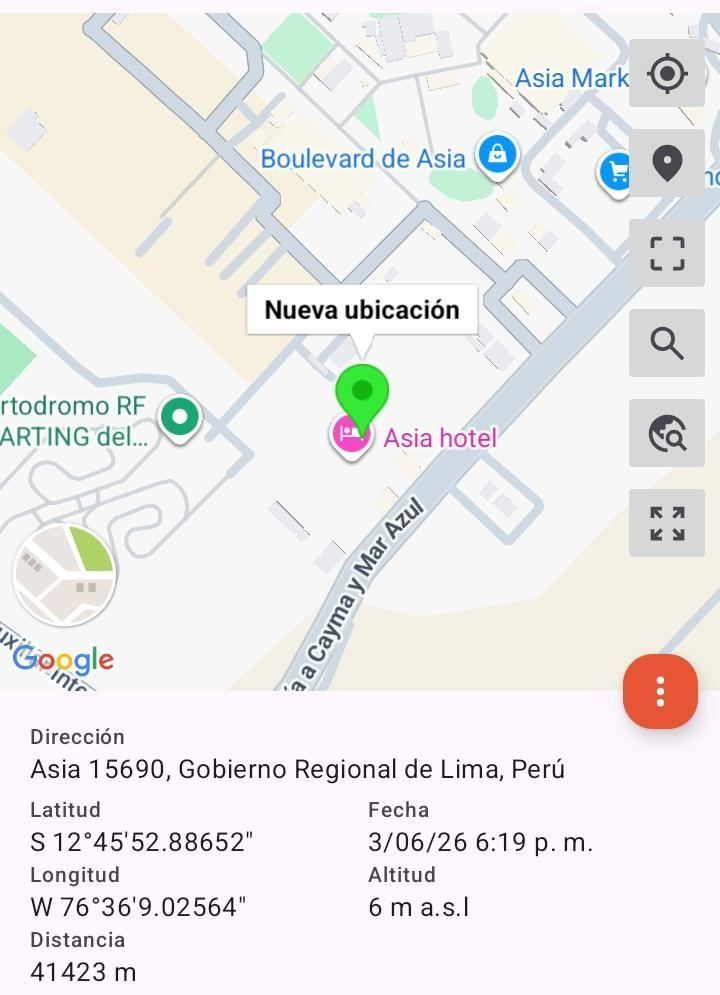 Asia Mark
Boulevard de Asia
Nueva ubicación
rtodromo RF
ARTING del...
Asia hotel
ía a Cayma y Mar Azul
Google
Dirección
Asia 15690, Gobierno Regional de Lima, Perú
Latitud
S 12°45'52.88652"
Fecha
3/06/26 6:19 p. m.
Longitud
W 76°36'9.02564"
Altitud
6 m a.s.l
Distancia
41423 m